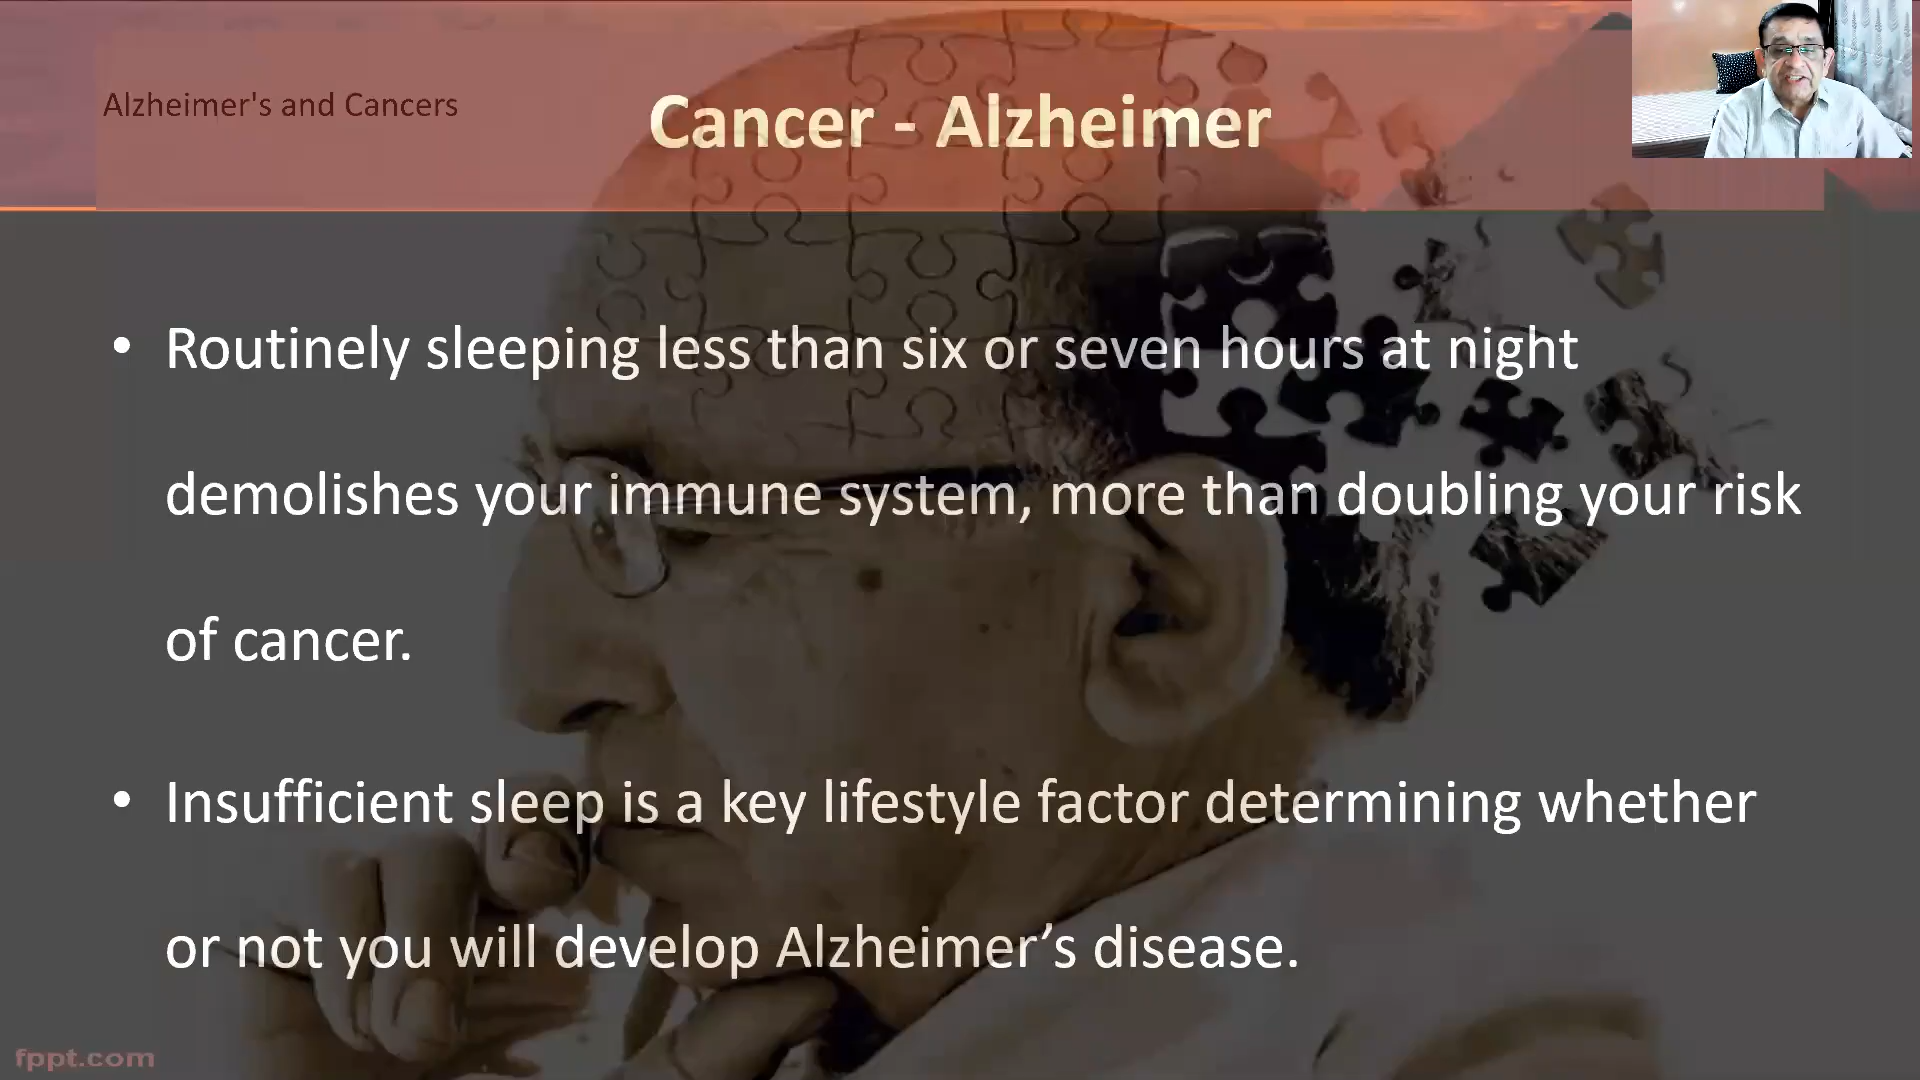 Alzheimer's and Cancers
Cancer - Alzheimer
• Routinely sleeping less than six or seven hours at night
demolishes your immune system, more than doubling your risk
of cancer.
• Insufficient sleep is a key lifestyle factor determining whether
or not you will develop Alzheimer’s disease.
fppt.com